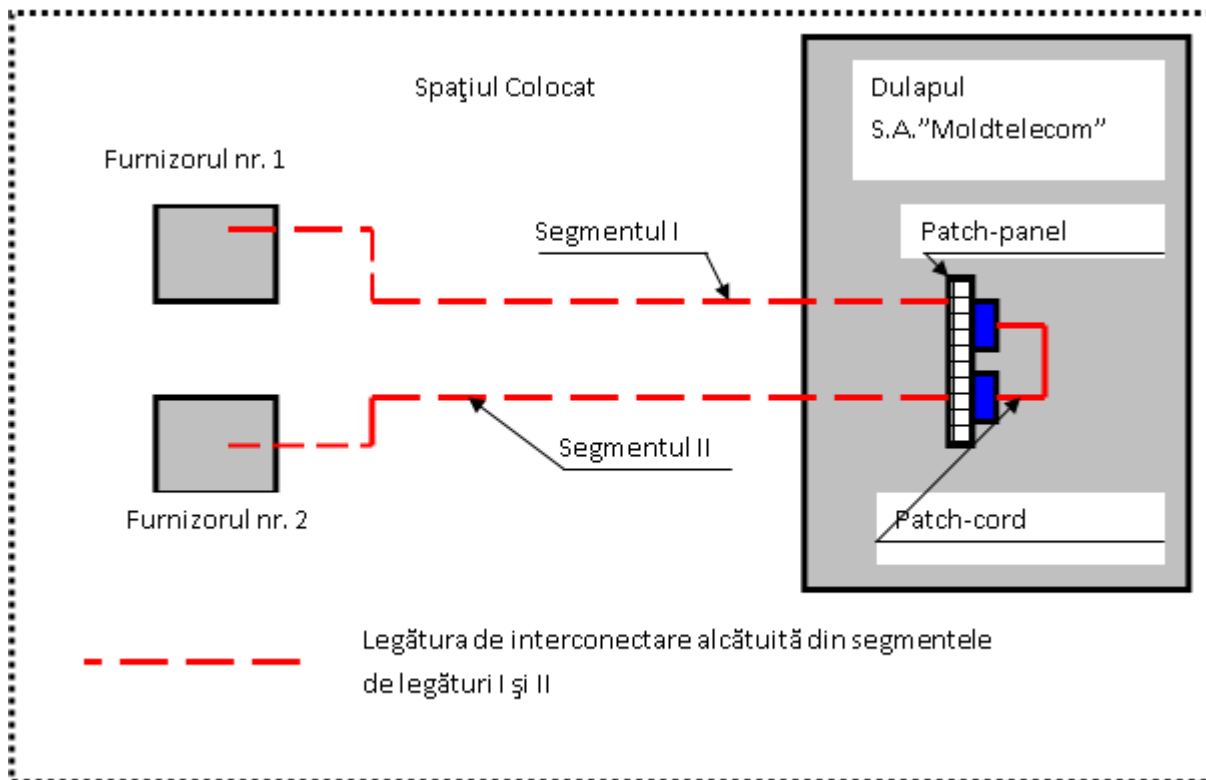 Spaţiul Colocat
Dulapul
S.A.”Moldtelecom”
Furnizorul nr. 1
Segmentul I
Patch-panel
Segmentul II
Furnizorul nr. 2
Patch-cord
Legătura de interconectare alcătuită din segmentele
de legături I şi II